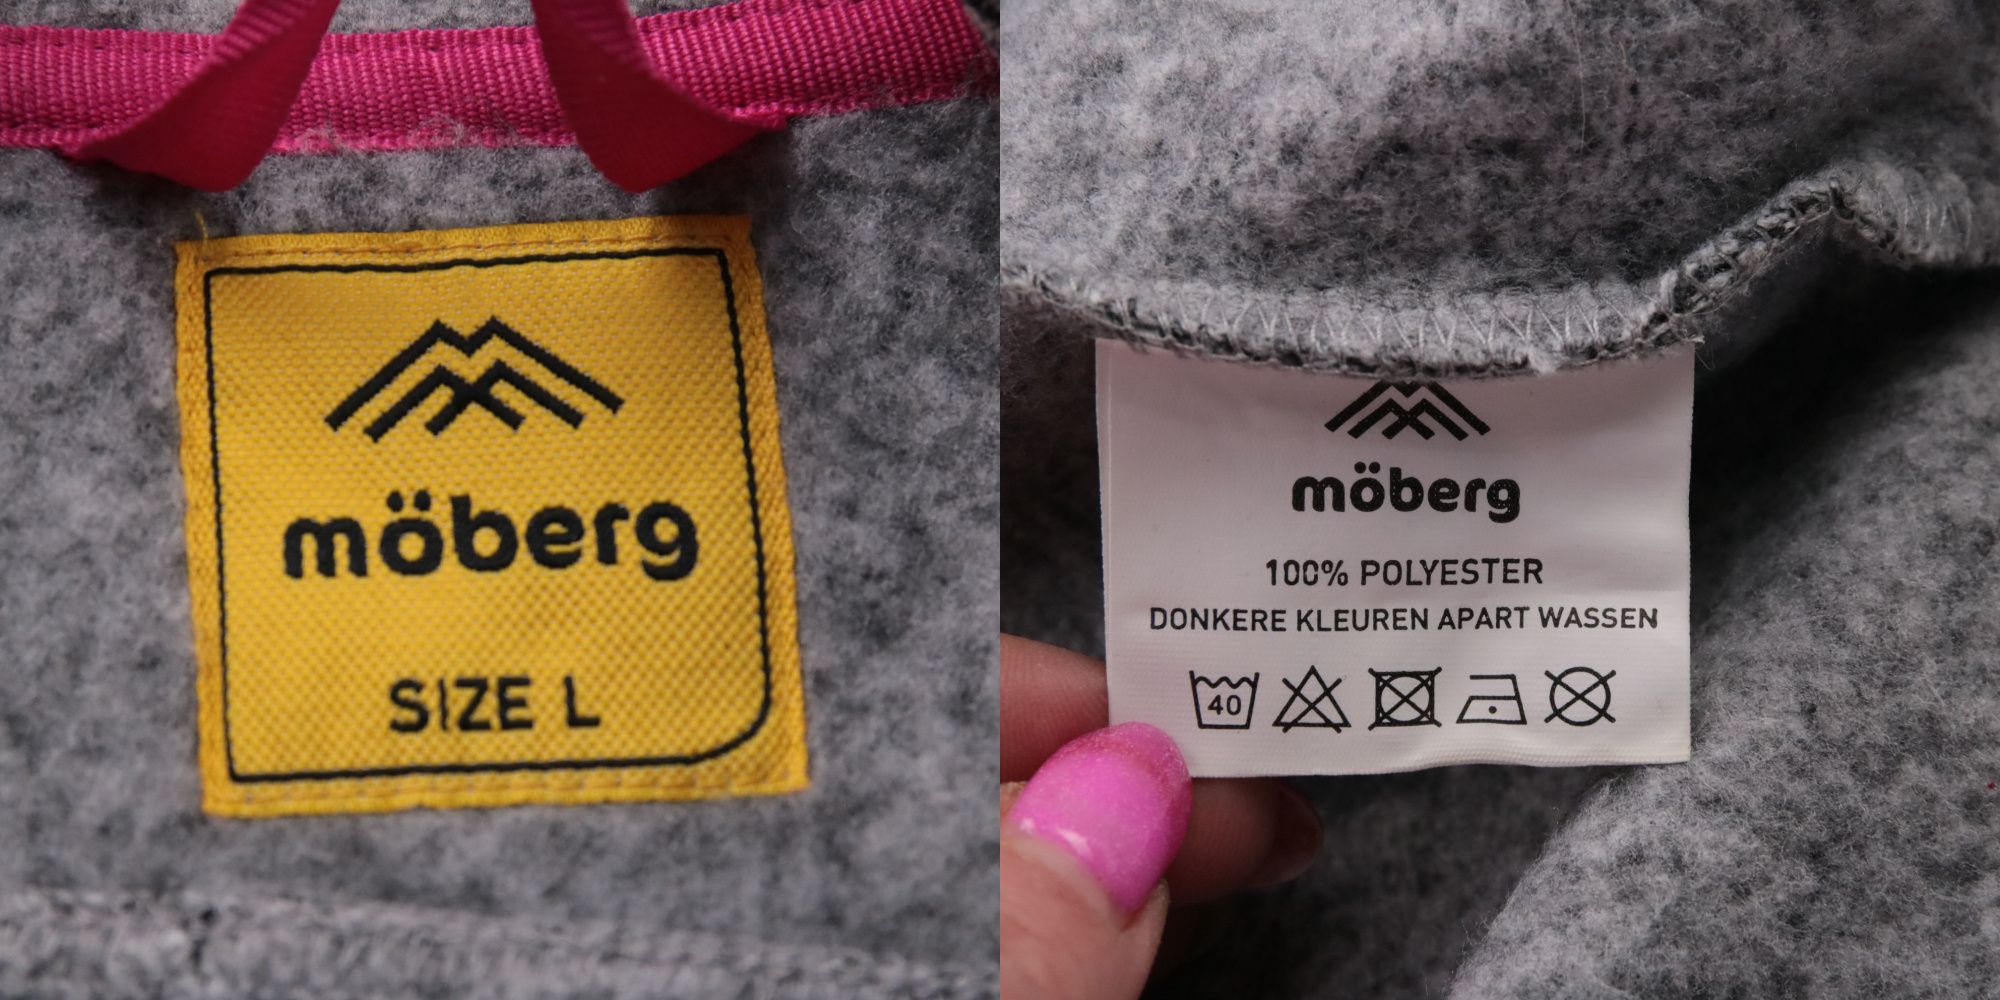 möberg
SIZE L
möberg
100% POLYESTER
DONKERE KLEUREN APART WASSEN
40